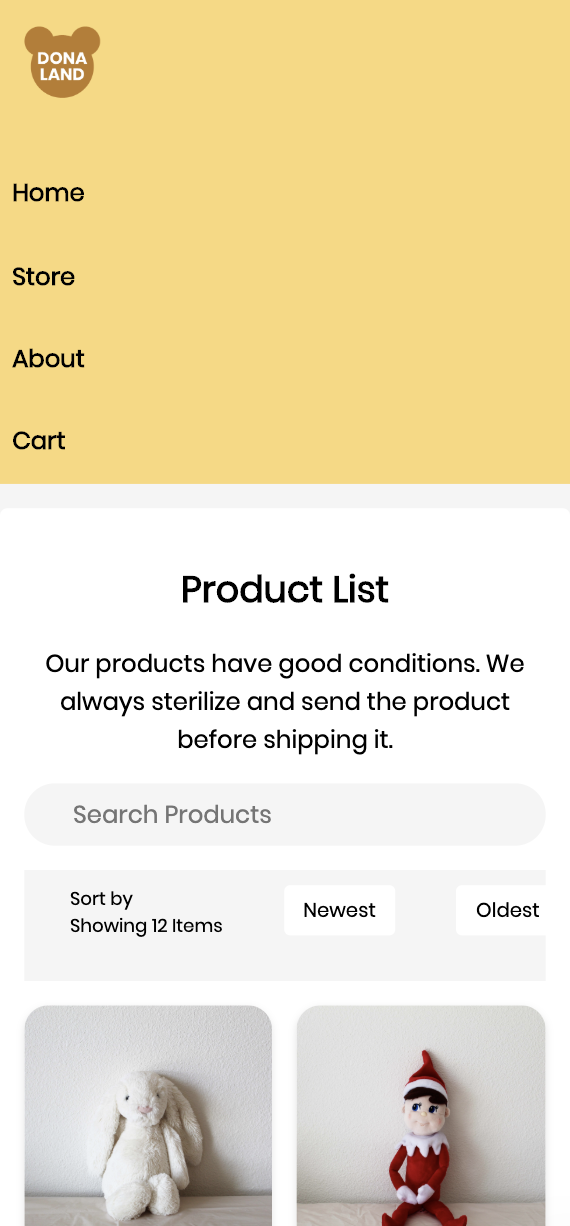 DONA
LAND
Home
Store
About
Cart
Product List
Our products have good conditions. We
always sterilize and send the product
before shipping it.
Search Products
Sort by
Showing 12 Items
Newest
Oldest